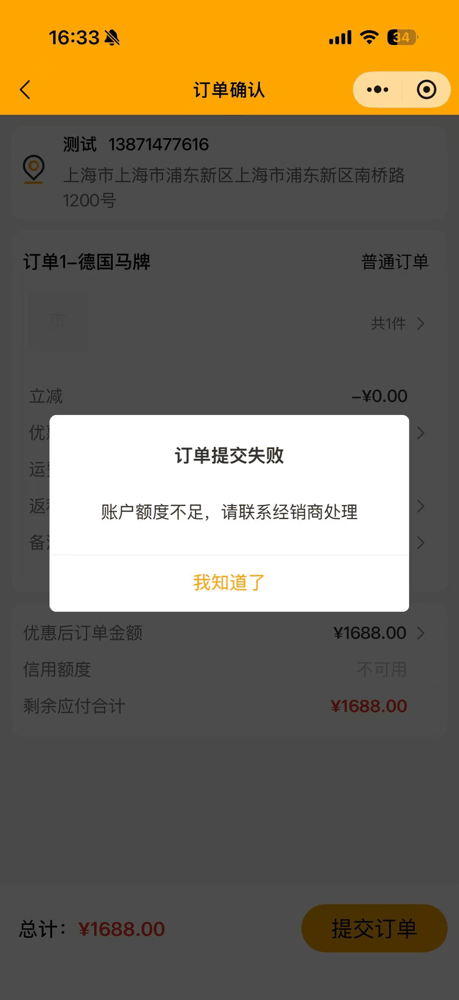 16:33
34
订单确认
测试 13871477616
上海市上海市浦东新区上海市浦东新区南桥路
1200号
订单1-德国马牌
普通订单
共1件
立减
-¥0.00
优
运
返
备
订单提交失败
账户额度不足，请联系经销商处理
我知道了
优惠后订单金额
¥1688.00
信用额度
不可用
剩余应付合计
¥1688.00
总计：¥1688.00
提交订单